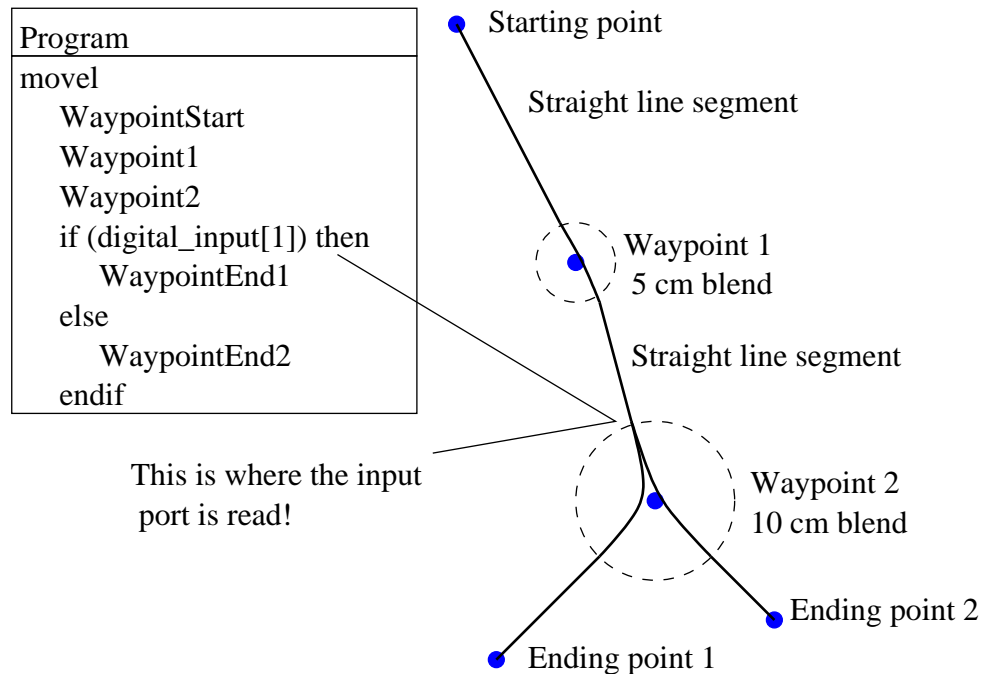 Program
movel
WaypointStart
Waypoint1
Waypoint2
if (digital_input[1]) then
WaypointEnd1
else
WaypointEnd2
endif
This is where the input
port is read!
Starting point
Straight line segment
Waypoint 1
5 cm blend
Straight line segment
Waypoint 2
10 cm blend
Ending point 2
Ending point 1